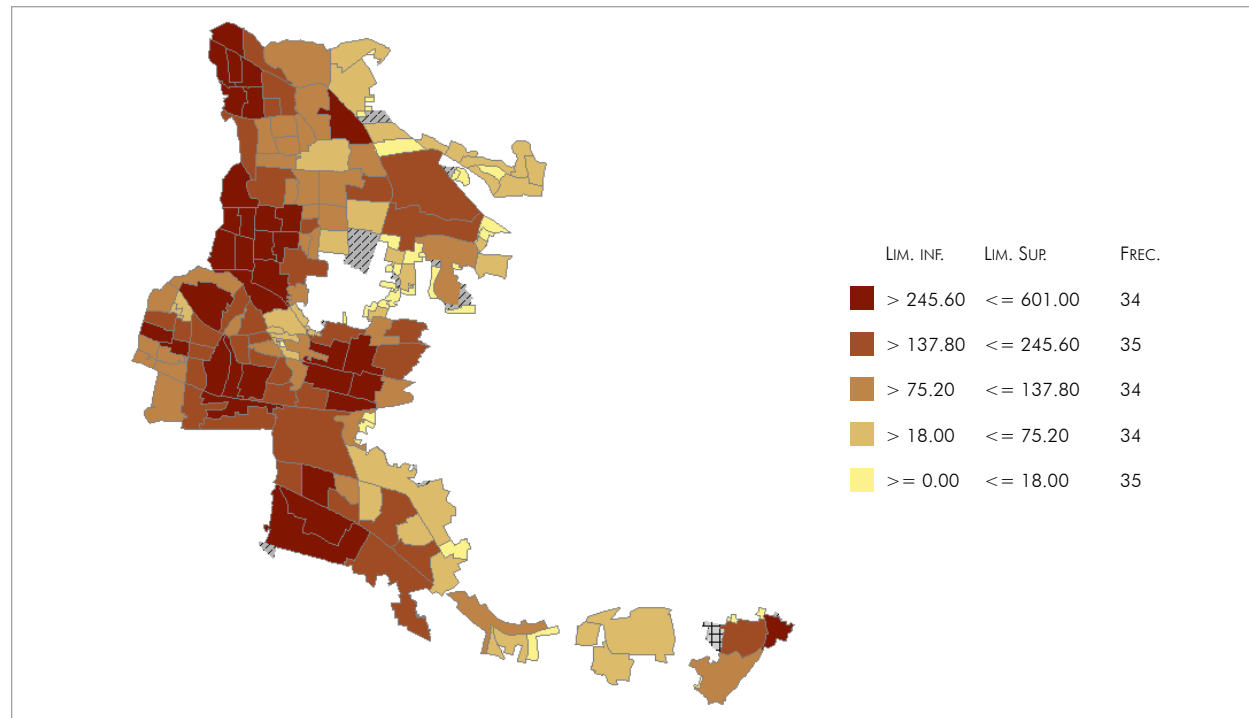 LIM. INF. LIM. SUP. FREC.
> 245.60 <= 601.00 34
> 137.80 <= 245.60 35
> 75.20 <= 137.80 34
> 18.00 <= 75.20 34
>= 0.00 <= 18.00 35